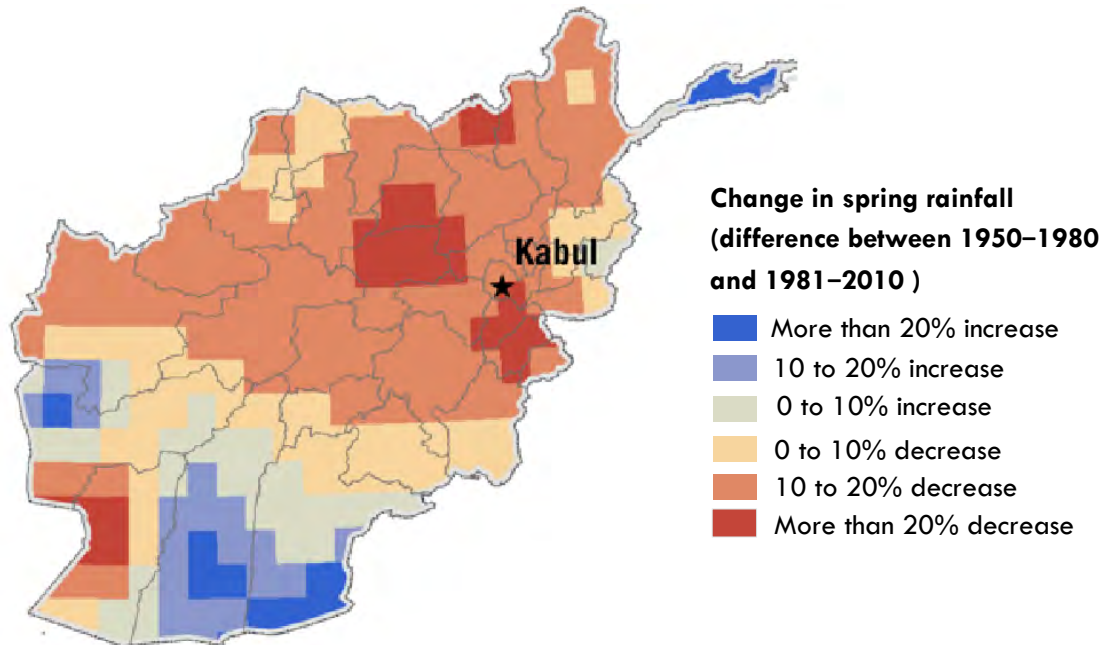 Kabul
Change in spring rainfall
(difference between 1950–1980
and 1981–2010 )
More than 20% increase
10 to 20% increase
0 to 10% increase
0 to 10% decrease
10 to 20% decrease
More than 20% decrease